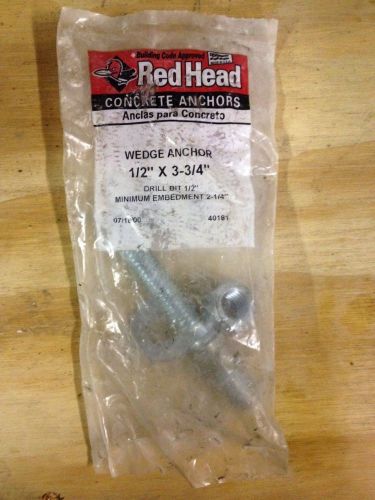 Building Code Approved
Red Head
CONCRETE ANCHORS
Anclas para Concreto
WEDGE ANCHOR
1/2" X 3-3/4"
DRILL BIT 1/2"
MINIMUM EMBEDMENT 2-1/4"
40181